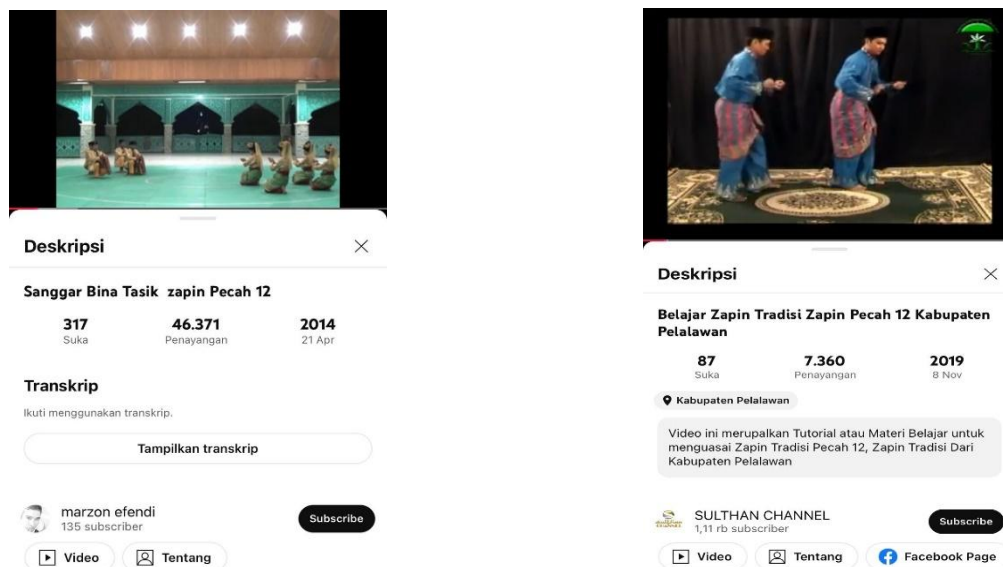 Deskripsi
Sanggar Bina Tasik zapin Pecah 12
317 46.371 2014
Suka Penayangan 21 Apr
Transkrip
Ikuti menggunakan transkrip.
Tampilkan transkrip
marzon efendi
135 subscriber
Subscribe
Video Tentang
Deskripsi
Belajar Zapin Tradisi Zapin Pecah 12 Kabupaten
Pelalawan
87 7.360 2019
Suka Penayangan 8 Nov
Kabupaten Pelalawan
Video ini merupalkan Tutorial atau Materi Belajar untuk
menguasai Zapin Tradisi Pecah 12, Zapin Tradisi Dari
Kabupaten Pelalawan
SULTHAN CHANNEL
1,11 rb subscriber
Subscribe
Video Tentang Facebook Page